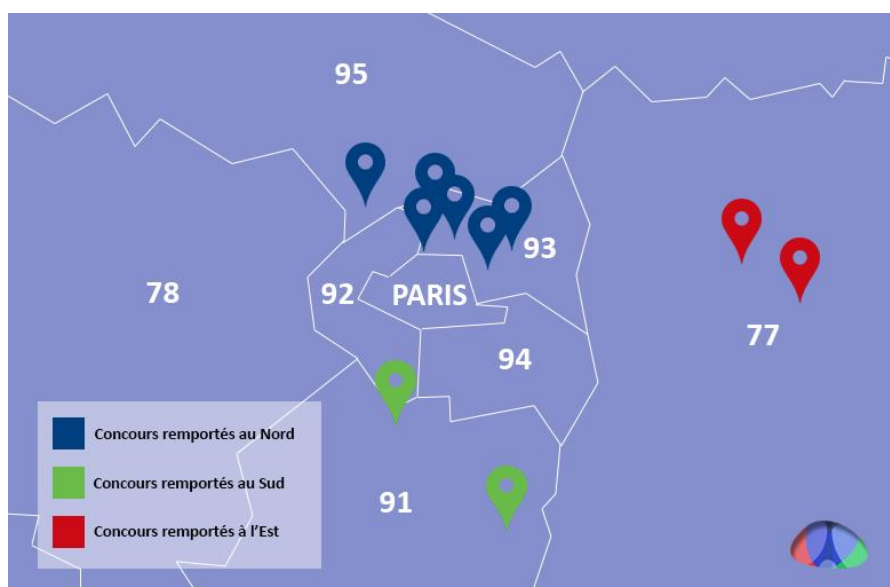 95
93
78
92
PARIS
77
94
91
Concours remportés au Nord
Concours remportés au Sud
Concours remportés à l'Est